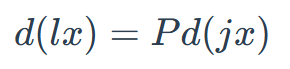 d(lx) = Pd(jx)